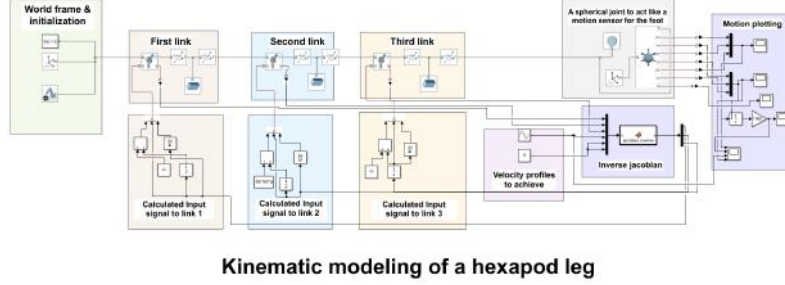 World frame &
initialization
First link
Second link
Third link
A spherical joint to act like a
motion sensor for the foot
Motion plotting
Calculated Input
signal to link 1
Calculated Input
signal to link 2
Calculated Input
signal to link 3
Velocity profiles
to achieve
Inverse jacobian
Kinematic modeling of a hexapod leg